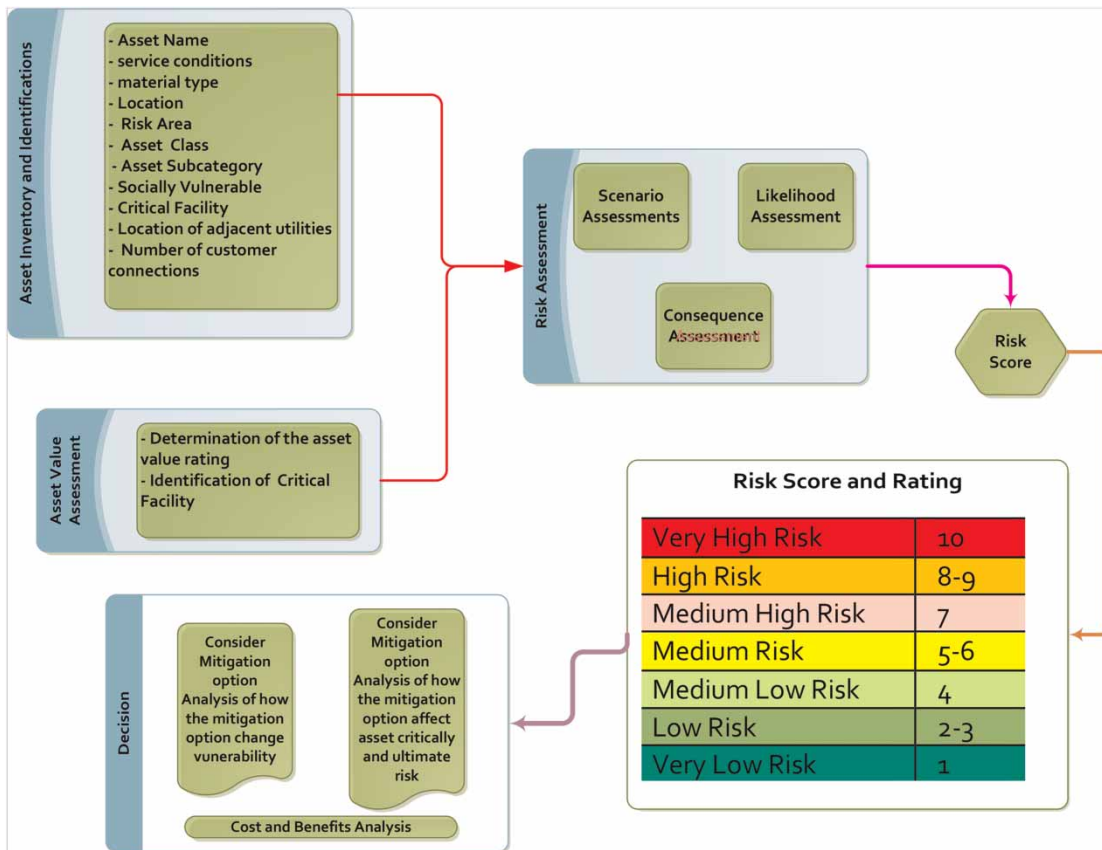 Asset Inventory and Identifications
- Asset Name
- service conditions
- material type
- Location
- Risk Area
- Asset Class
- Asset Subcategory
- Socially Vulnerable
- Critical Facility
- Location of adjacent utilities
- Number of customer
connections
Risk Assessment
Scenario
Assessments
Likelihood
Assessment
Consequence
Assessment
Risk
Score
Asset Value
Assessment
- Determination of the asset
value rating
- Identification of Critical
Facility
Risk Score and Rating
Very High Risk 10
High Risk 8-9
Medium High Risk 7
Medium Risk 5-6
Medium Low Risk 4
Low Risk 2-3
Very Low Risk 1
Decision
Consider
Mitigation
option
Analysis of how
the mitigation
option change
vunerability
Consider
Mitigation
option
Analysis of how
the mitigation
option affect
asset critically
and ultimate
risk
Cost and Benefits Analysis